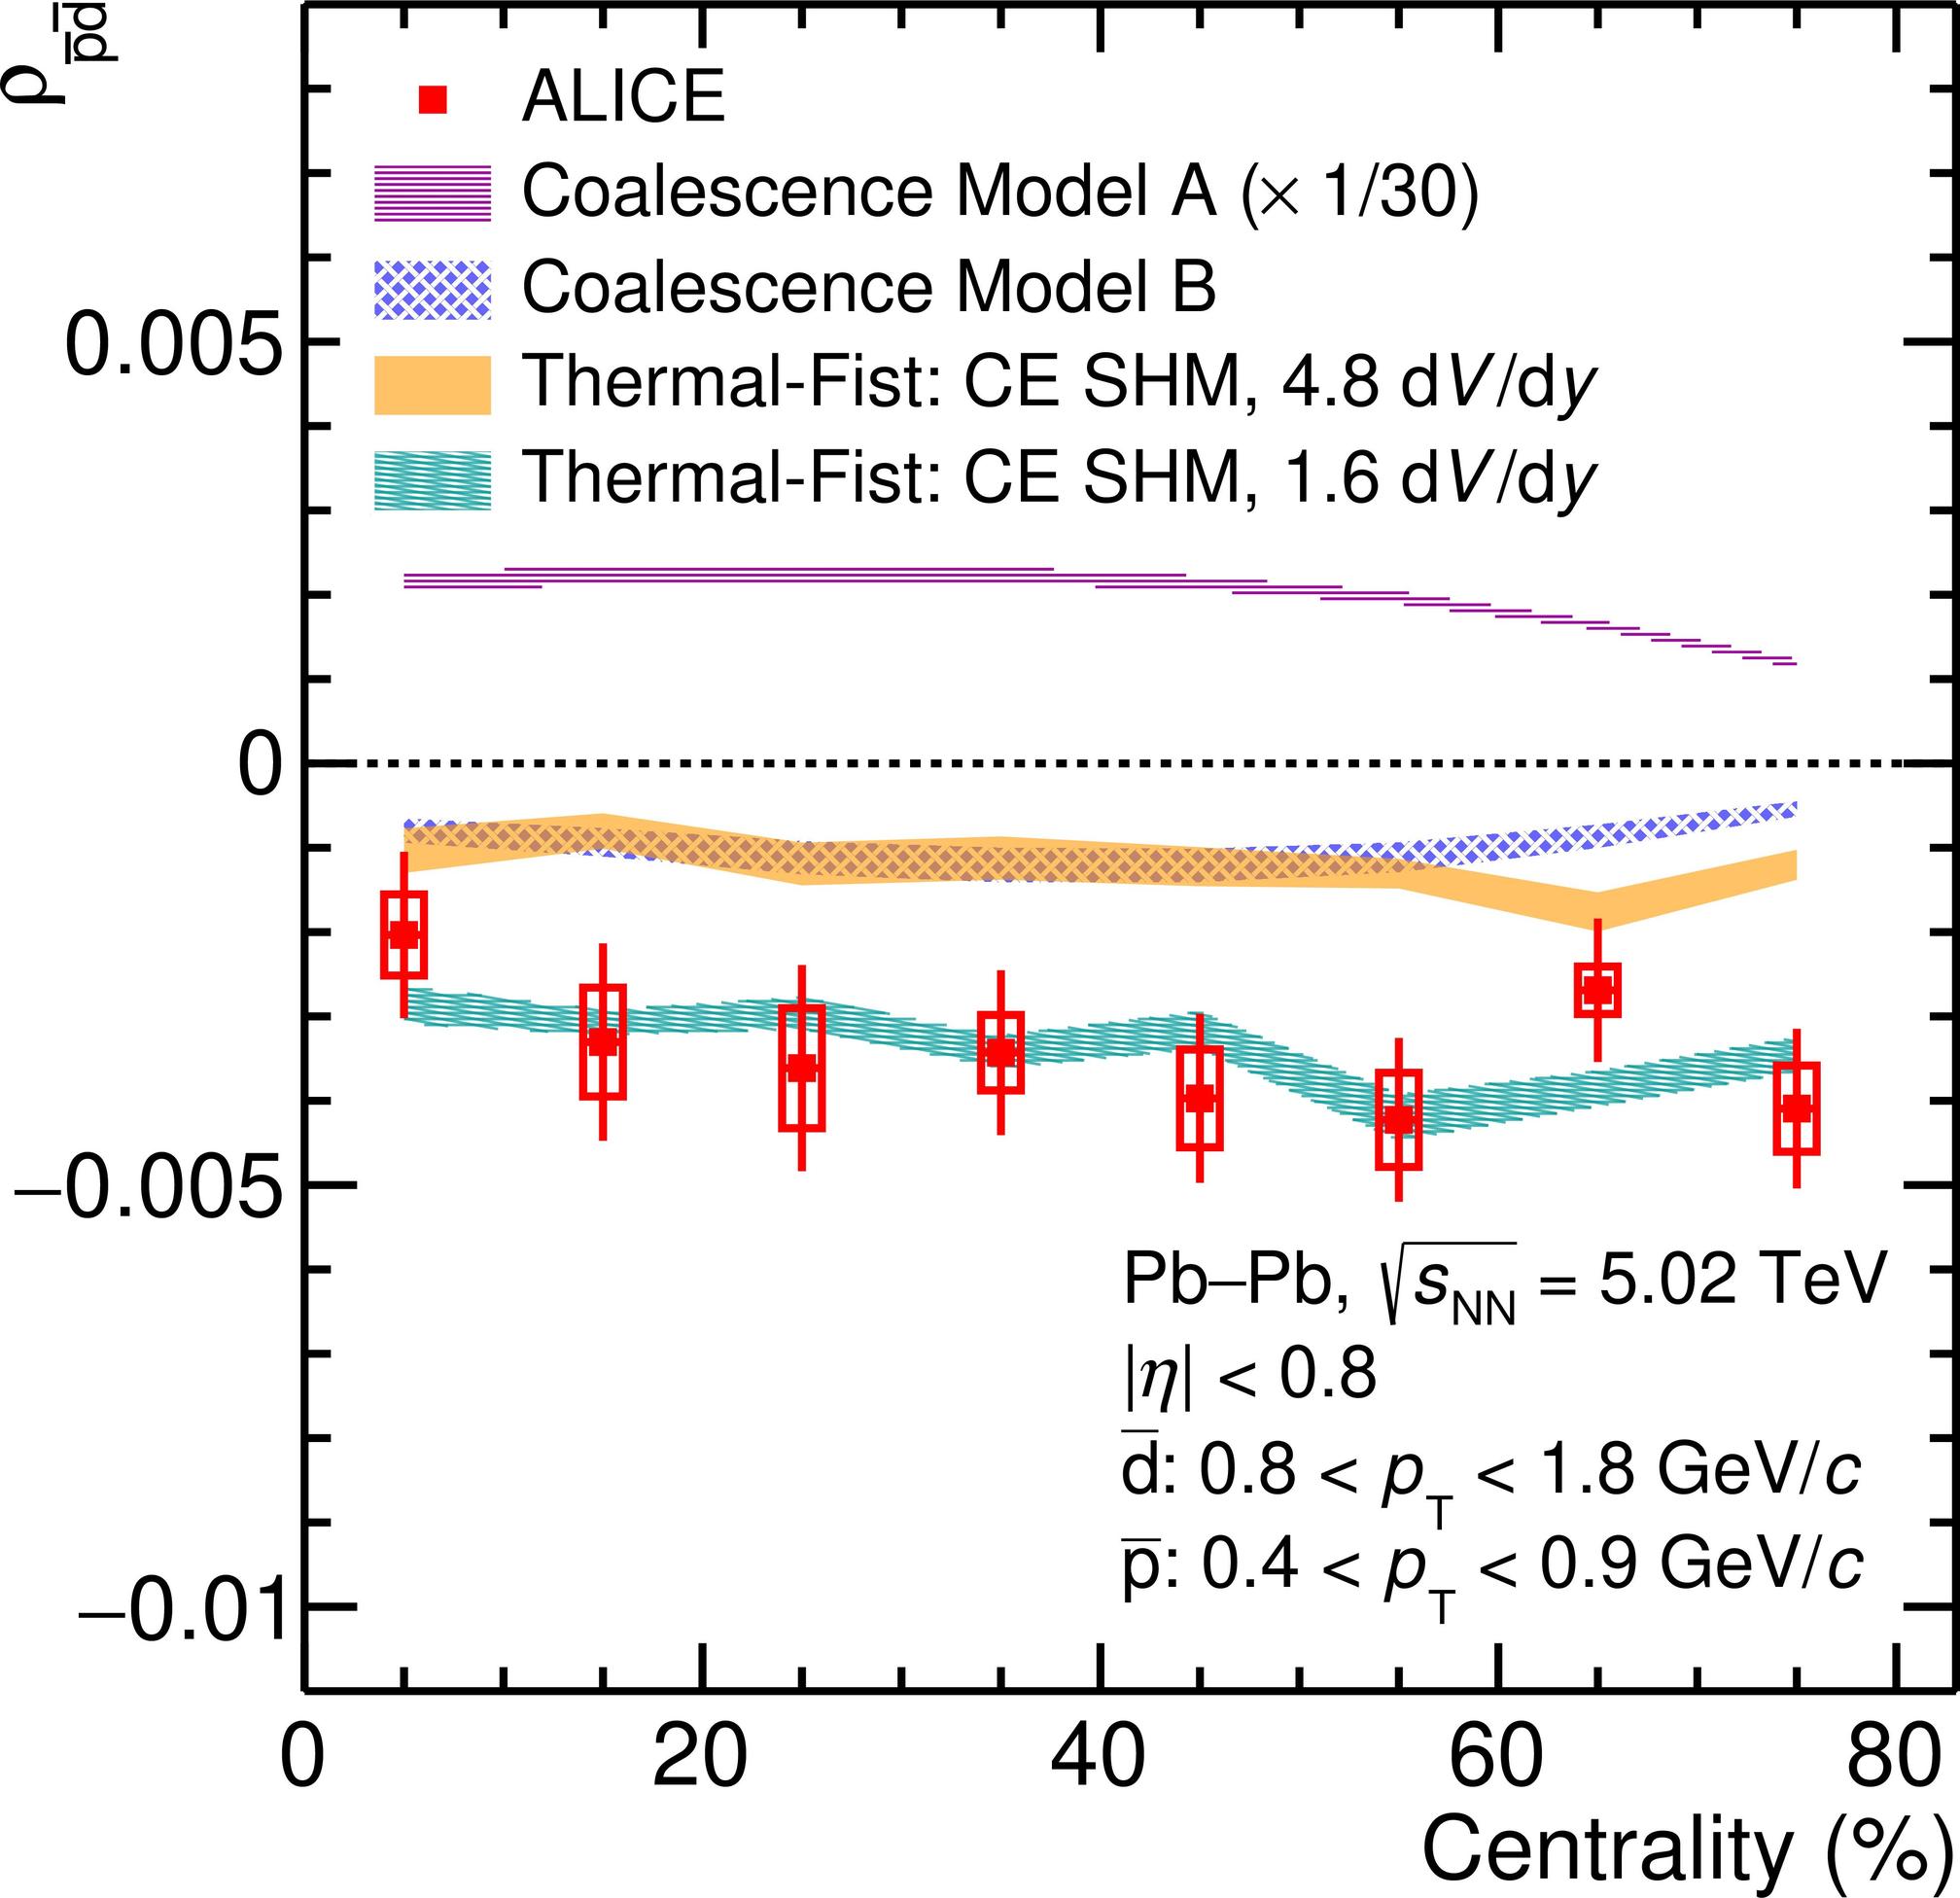 ρ p̅d̅
ALICE
Coalescence Model A (× 1/30)
Coalescence Model B
Thermal-Fist: CE SHM, 4.8 dV/dy
Thermal-Fist: CE SHM, 1.6 dV/dy
0.005
0
−0.005
−0.01
Pb–Pb, √sNN = 5.02 TeV
|η| < 0.8
d̅: 0.8 < pT < 1.8 GeV/c
p̅: 0.4 < pT < 0.9 GeV/c
0 20 40 60 80
Centrality (%)